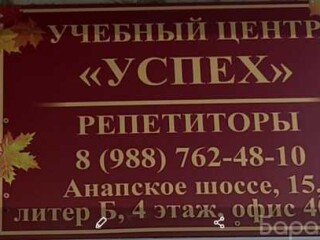 УЧЕБНЫЙ ЦЕНТР
«УСПЕХ»
РЕПЕТИТОРЫ
8 (988) 762-48-10
Анапское шоссе, 15.
литер Б, 4 этаж, офис